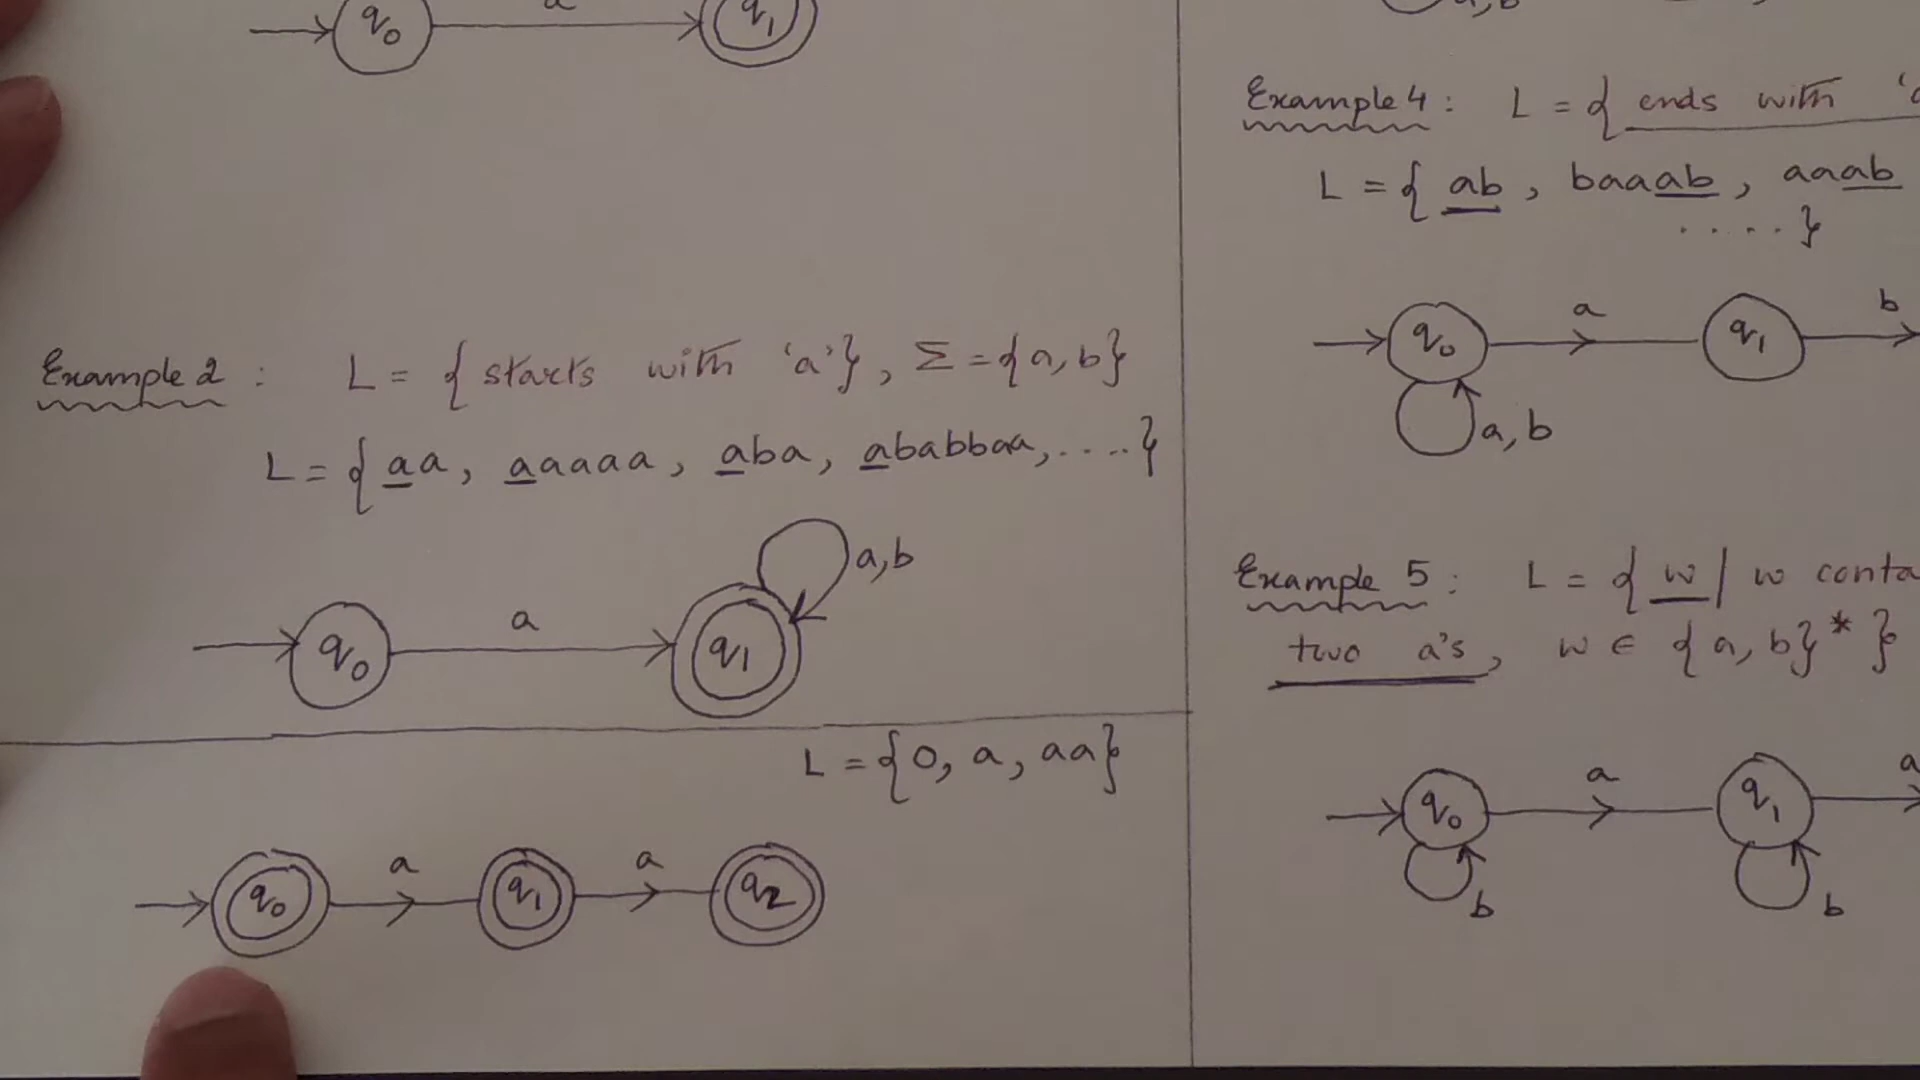 q0 q1
Example 2 : L = { starts with 'a'} , Σ = {a, b}
L = { aa, aaaaa, aba, ababbaa, ....}
a,b
a
q0 q1
L = {0, a, aa}
a a
q0 q1 q2
a,b
Example 4 : L = { ends with
L = { ab, baaab, aaab
.....}
a b
q0 q1
a, b
Example 5 : L = { w | w
two a's, w ∈ {a, b}* }
a a
q0 q1
b b